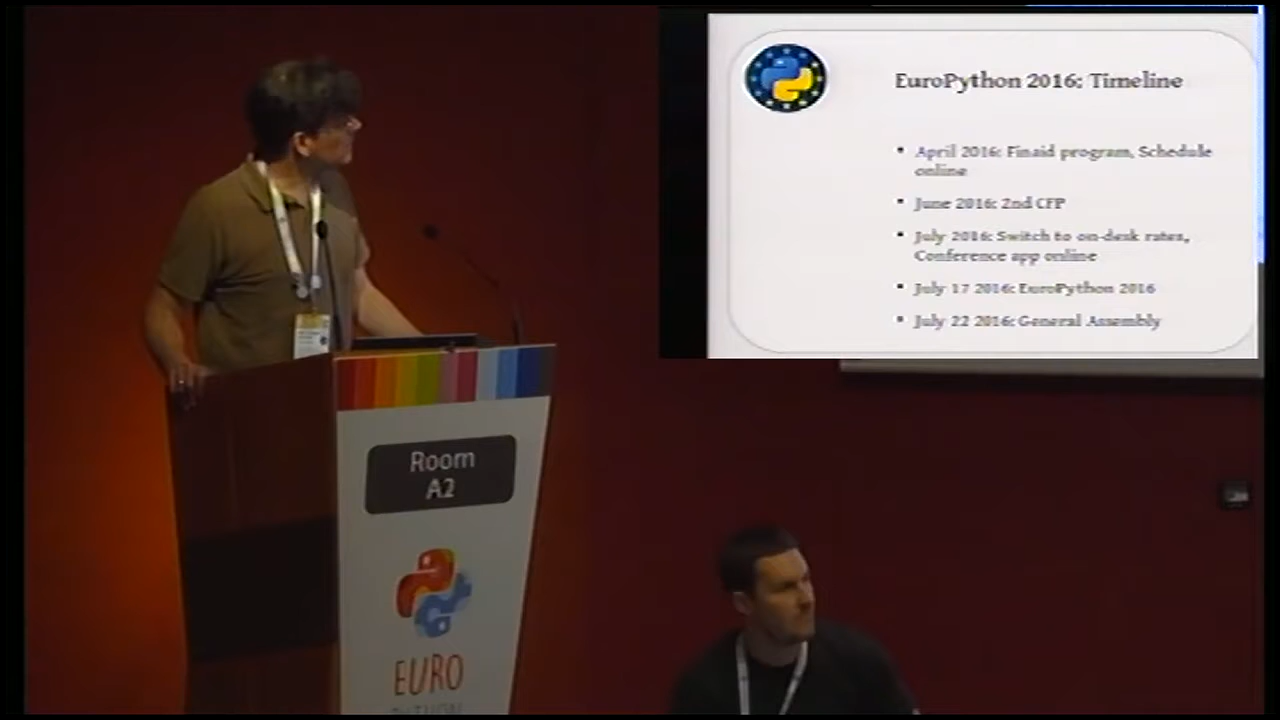 EuroPython 2016: Timeline
▪ April 2016: Finaid program, Schedule
online
▪ June 2016: 2nd CFP
▪ July 2016: Switch to on-desk rates,
Conference app online
▪ July 17 2016: EuroPython 2016
▪ July 22 2016: General Assembly
Room
A2
EURO
PYTHON